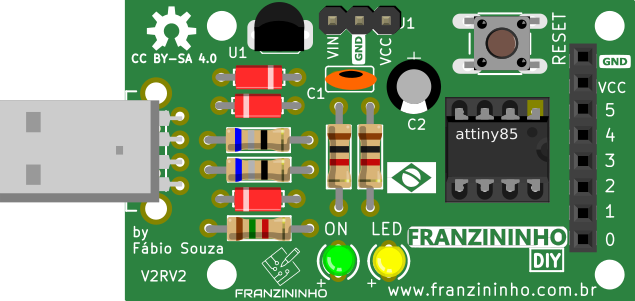 CC BY-SA 4.0
U1
VIN
GND
VCC
J1
RESET
GND
VCC
5
4
3
2
1
0
C1
C2
attiny85
by
Fábio Souza
V2RV2
ON
LED
FRANZININHO
DIY
FRANZININHO
www.franzininho.com.br